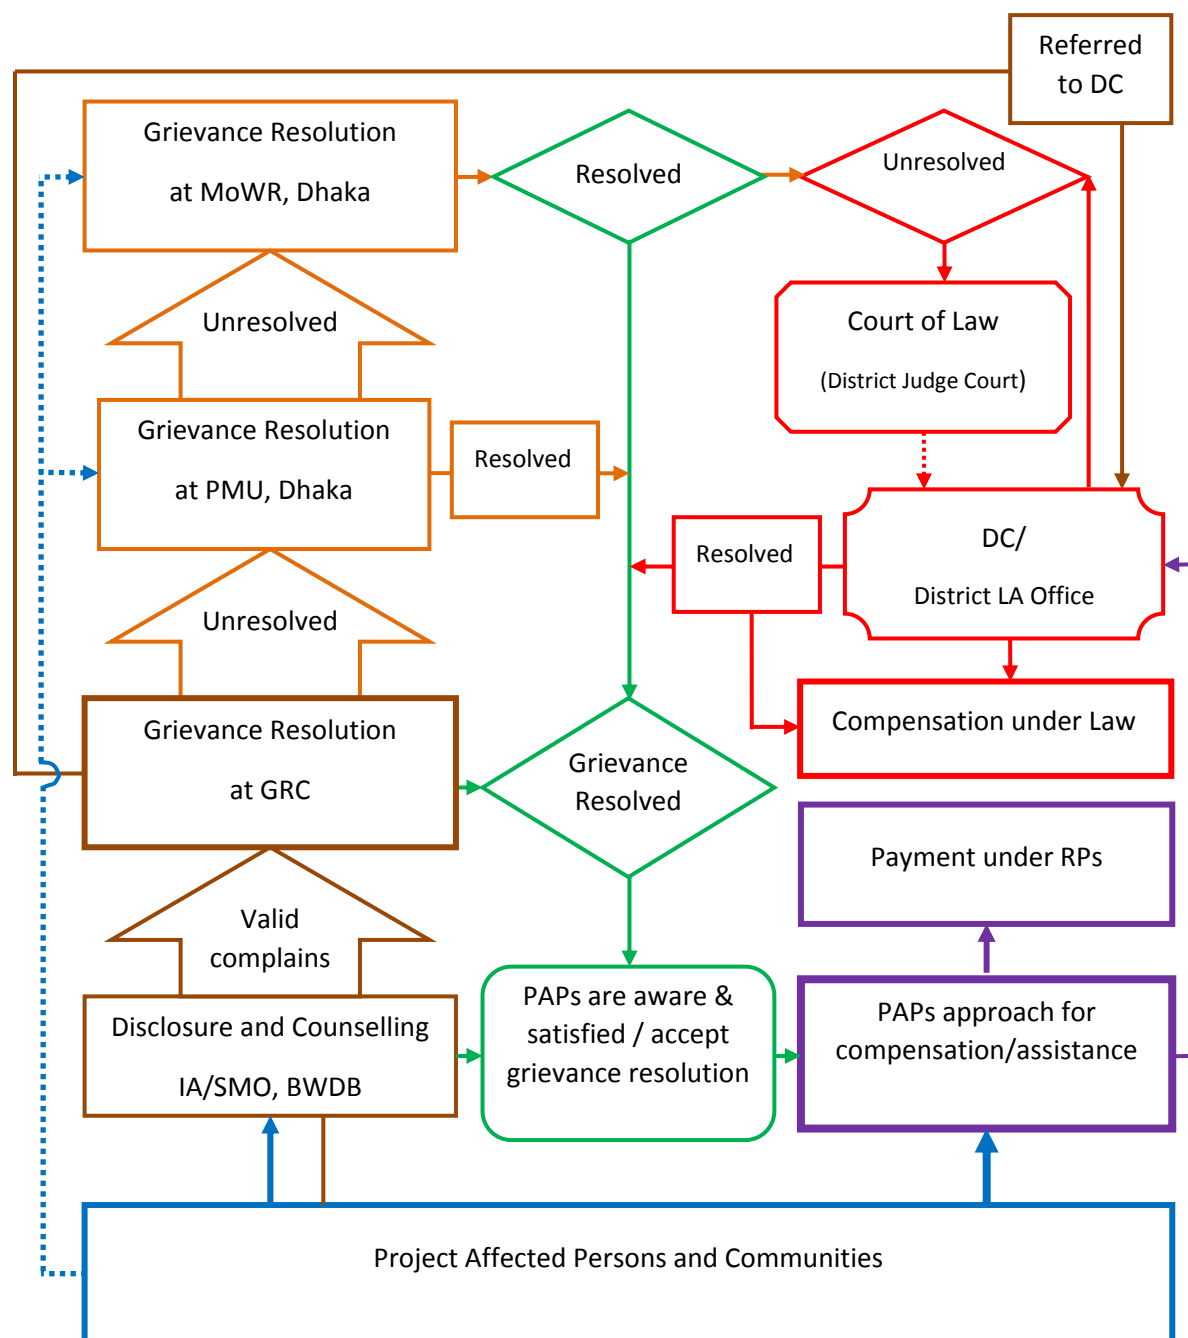 Referred
to DC
Grievance Resolution
at MoWR, Dhaka
Resolved
Unresolved
Unresolved
Court of Law
(District Judge Court)
Grievance Resolution
at PMU, Dhaka
Resolved
Resolved
DC/
District LA Office
Unresolved
Grievance Resolution
at GRC
Grievance
Resolved
Compensation under Law
Payment under RPs
Valid
complains
Disclosure and Counselling
IA/SMO, BWDB
PAPs are aware &
satisfied / accept
grievance resolution
PAPs approach for
compensation/assistance
Project Affected Persons and Communities